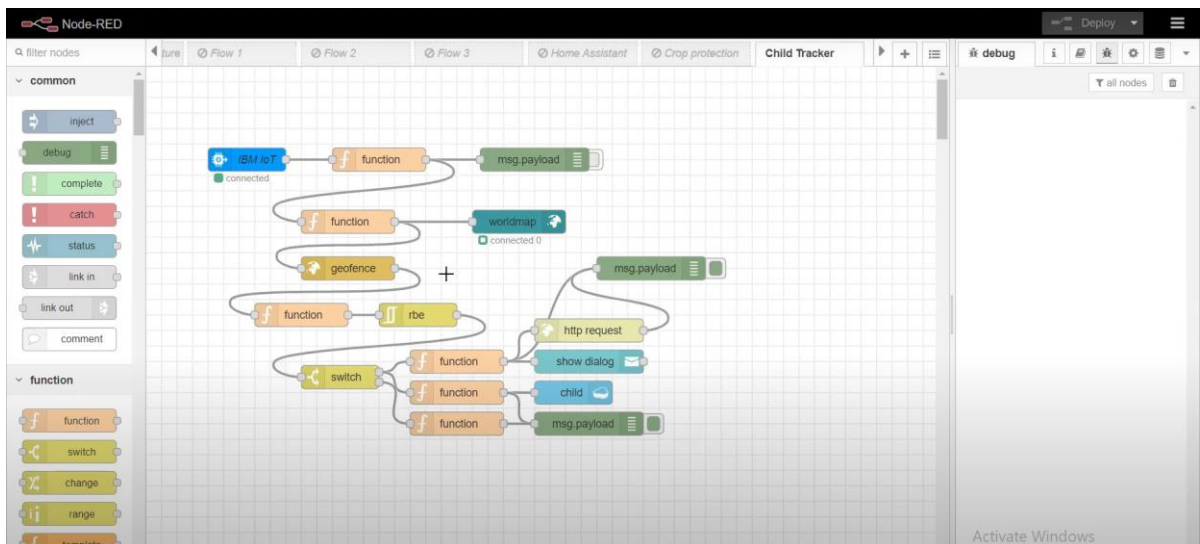 Node-RED
Deploy
filter nodes
ture
Flow 1
Flow 2
Flow 3
Home Assistant
Crop protection
Child Tracker
debug
i
common
all nodes
inject
debug
complete
catch
status
link in
link out
comment
function
function
switch
change
range
template
IBM IoT
connected
function
msg.payload
function
worldmap
connected 0
geofence
msg.payload
function
rbe
http request
function
show dialog
switch
function
child
function
msg.payload
Activate Windows